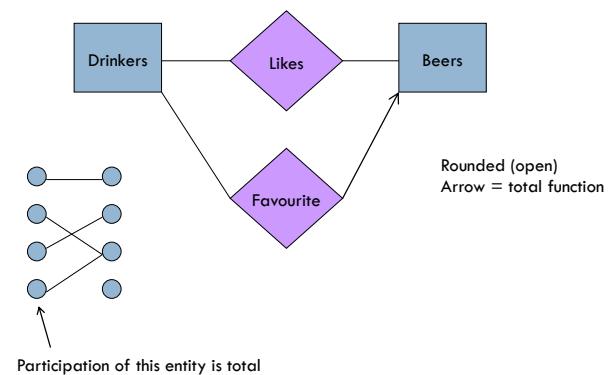 Drinkers
Likes
Beers
Favourite
Rounded (open)
Arrow = total function
Participation of this entity is total